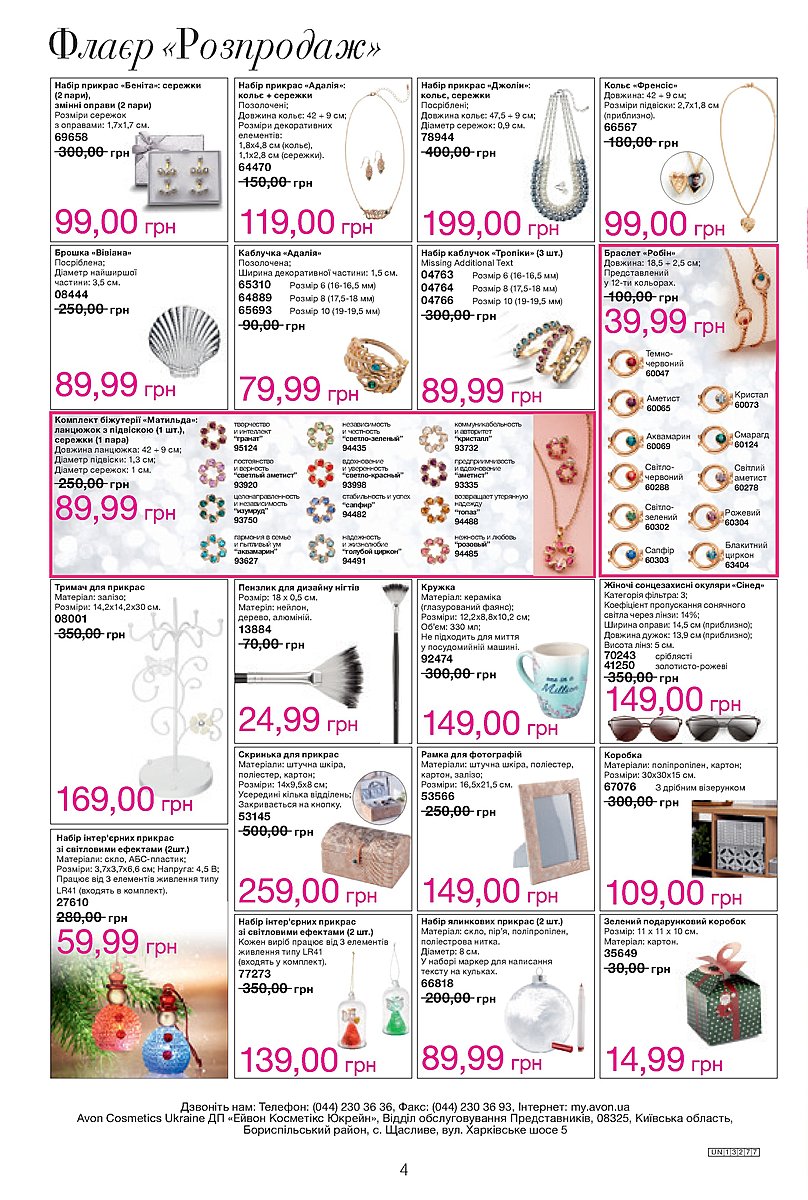 Флаєр «Розпродаж»
Набір прикрас «Беніта»: сережки
(2 пари),
змінні оправи (2 пари)
Розміри сережок
з оправами: 1,7х1,7 см.
69658
300,00 грн
99,00 грн
Набір прикрас «Адалія»:
кольє + сережки
Позолочені;
Довжина кольє: 42 + 9 см;
Розміри декоративних
елементів:
1,8х4,8 см (кольє),
1,1х2,8 см (сережки).
64470
150,00 грн
119,00 грн
Набір прикрас «Джолін»:
кольє, сережки
Посріблені;
Довжина кольє: 47,5 + 9 см;
Діаметр сережок: 0,9 см.
78944
400,00 грн
199,00 грн
Кольє «Френсіс»
Довжина: 42 + 9 см;
Розміри підвіски: 2,7х1,8 см
(приблизно).
66567
180,00 грн
99,00 грн
Брошка «Вівіана»
Посріблена;
Діаметр найширшої
частини: 3,5 см.
08444
250,00 грн
89,99 грн
Каблучка «Адалія»
Позолочена;
Ширина декоративної частини: 1,5 см.
65310 Розмір 6 (16-16,5 мм)
64889 Розмір 8 (17,5-18 мм)
65693 Розмір 10 (19-19,5 мм)
90,00 грн
79,99 грн
Набір каблучок «Тропіки» (3 шт.)
Missing Additional Text
04763 Розмір 6 (16-16,5 мм)
04764 Розмір 8 (17,5-18 мм)
04766 Розмір 10 (19-19,5 мм)
300,00 грн
89,99 грн
Браслет «Робін»
Довжина: 18,5 + 2,5 см;
Представлений
у 12-ти кольорах.
100,00 грн
39,99 грн
Темно-
червоний
60047
Аметист
60065
Кристал
60073
Аквамарин
60069
Смарагд
60124
Світло-
червоний
60288
Світлий
аметист
60278
Світло-
зелений
60302
Рожевий
60304
Сапфір
60303
Блакитний
циркон
63404
Комплект біжутерії «Матильда»:
ланцюжок з підвіскою (1 шт.),
сережки (1 пара)
Довжина ланцюжка: 42 + 9 см;
Діаметр підвіски: 1,3 см;
Діаметр сережок: 1 см.
250,00 грн
89,99 грн
творчество
и интеллект
"гранат"
95124
независимость
и честность
"светло-зеленый"
94435
коммуникабельность
и авторитет
"кристалл"
93732
постоянство
и верность
"светлый аметист"
93920
вдохновение
и уверенность
"светло-красный"
93998
предприимчивость
и вдохновение
"аметист"
93335
целенаправленность
и независимость
"изумруд"
93750
стабильность и успех
"сапфир"
94482
возвращает утерянную
надежду
"топаз"
94488
гармония в семье
и пытливый ум
"аквамарин"
93627
надежность
и жизнелюбие
"голубой циркон"
94491
нежность и любовь
"розовый"
94485
Тримач для прикрас
Матеріал: залізо;
Розміри: 14,2х14,2х30 см.
08001
350,00 грн
169,00 грн
Пензлик для дизайну нігтів
Розмір: 18 х 0,5 см.
Матеріл: нейлон,
дерево, алюміній.
13884
70,00 грн
24,99 грн
Кружка
Матеріал: кераміка
(глазурований фаянс);
Розміри: 12,2х8,8х10,2 см;
Об'єм: 330 мл;
Не підходить для миття
у посудомийній машині.
92474
300,00 грн
one in a
Million
149,00 грн
Жіночі сонцезахисні окуляри «Сінед»
Категорія фільтра: 3;
Коефіцієнт пропускання сонячного
світла через лінзи: 14%;
Ширина оправи: 14,5 см (приблизно);
Довжина дужок: 13,9 см (приблизно);
Висота лінз: 5 см.
70243 сріблясті
41250 золотисто-рожеві
350,00 грн
149,00 грн
Скринька для прикрас
Матеріали: штучна шкіра,
поліестер, картон;
Розміри: 14х9,5х8 см;
Усередині кілька відділень;
Закривається на кнопку.
53145
500,00 грн
259,00 грн
Рамка для фотографій
Матеріали: штучна шкіра, поліестер,
картон, залізо;
Розміри: 16,5х21,5 см.
53566
250,00 грн
149,00 грн
Коробка
Матеріали: поліпропілен, картон;
Розміри: 30х30х15 см.
67076 З дрібним візерунком
300,00 грн
109,00 грн
Набір інтер'єрних прикрас
зі світловими ефектами (2шт.)
Матеріали: скло, АБС-пластик;
Розміри: 3,7х3,7х6,6 см; Напруга: 4,5 В;
Працює від 3 елементів живлення типу
LR41 (входять в комплект).
27610
280,00 грн
59,99 грн
Набір інтер'єрних прикрас
зі світловими ефектами (2 шт.)
Кожен виріб працює від 3 елементів
живлення типу LR41
(входять у комплект).
77273
350,00 грн
139,00 грн
Набір ялинкових прикрас (2 шт.)
Матеріал: скло, пір'я, поліпропілен,
поліестрова нитка.
Діаметр: 8 см.
У наборі маркер для написання
тексту на кульках.
66818
200,00 грн
89,99 грн
Зелений подарунковий коробок
Розмір: 11 х 11 х 10 см.
Матеріал: картон.
35649
30,00 грн
14,99 грн
Дзвоніть нам: Телефон: (044) 230 36 36, Факс: (044) 230 36 93, Інтернет: my.avon.ua
Avon Cosmetics Ukraine ДП «Ейвон Косметікс Юкрейн», Відділ обслуговування Представників, 08325, Київська область,
Бориспільський район, с. Щасливе, вул. Харківське шосе 5
UN13277
4